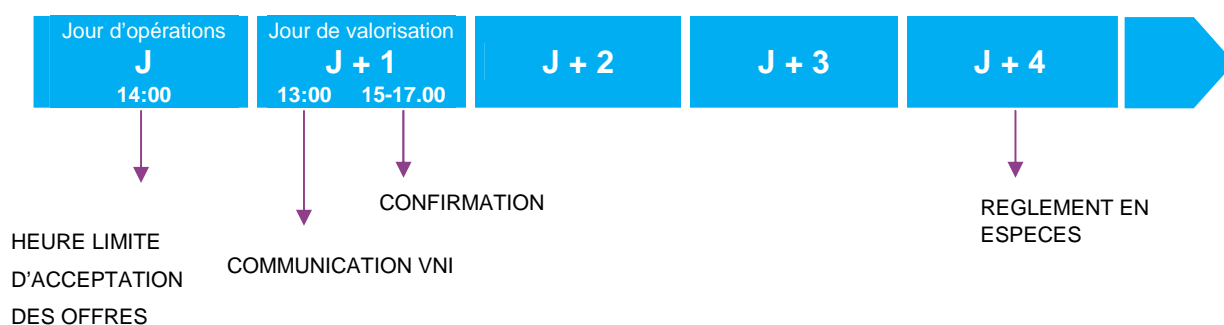 Jour d'opérations
J
14:00
Jour de valorisation
J + 1
13:00 15-17.00
J + 2
J + 3
J + 4
CONFIRMATION
REGLEMENT EN
ESPECES
HEURE LIMITE
D'ACCEPTATION
DES OFFRES
COMMUNICATION VNI